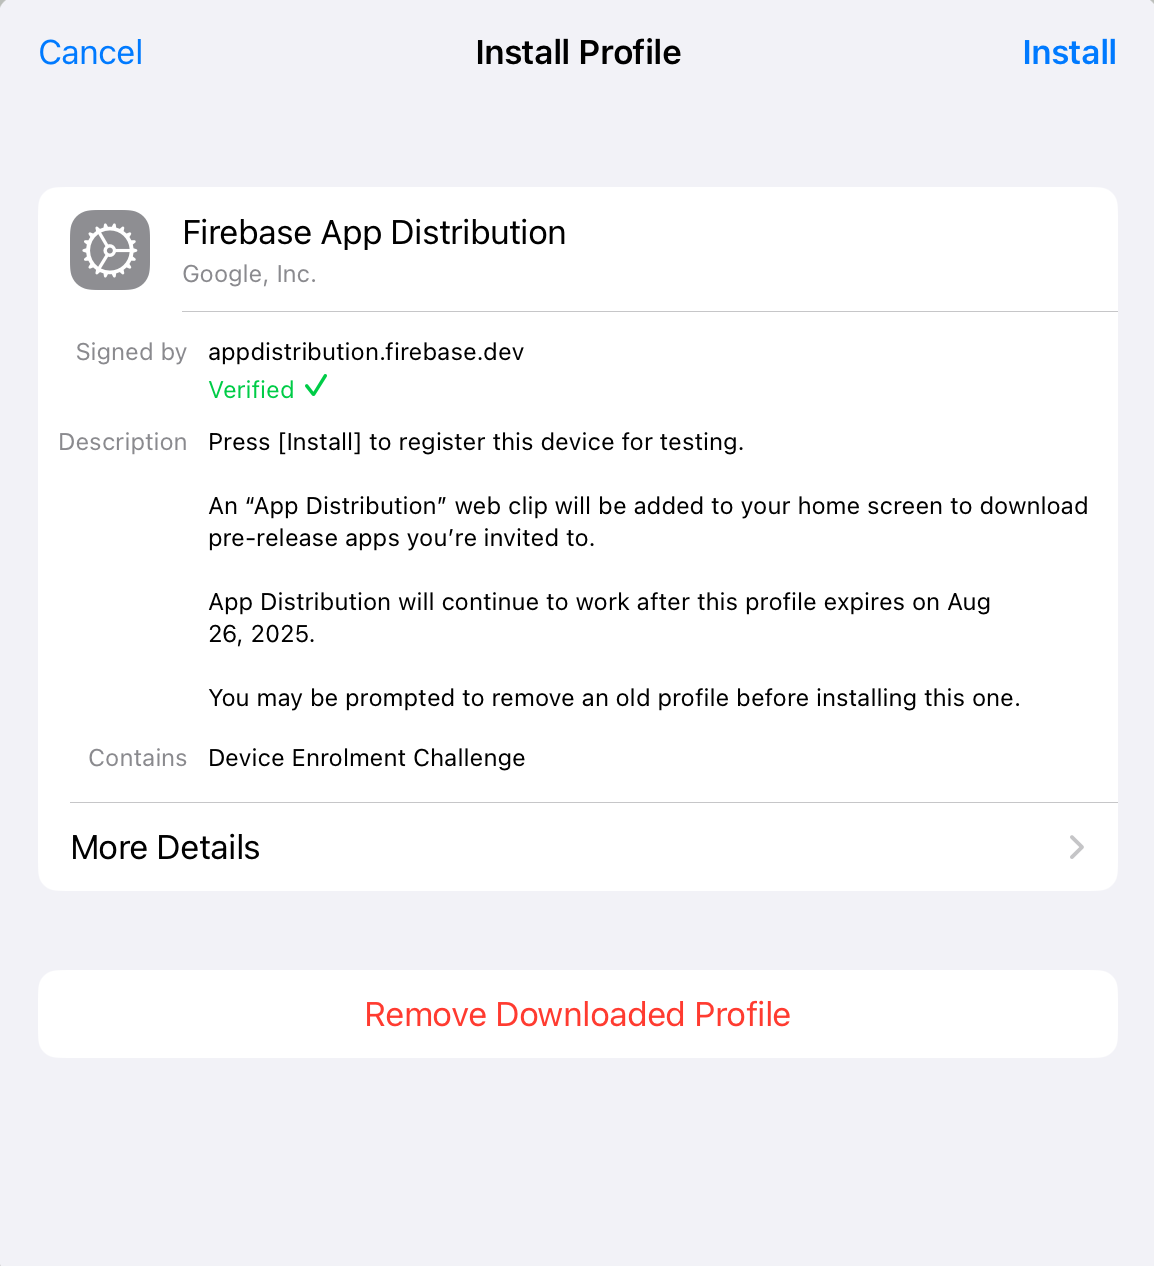 Cancel
Install Profile
Install
Firebase App Distribution
Google, Inc.
Signed by
appdistribution.firebase.dev
Verified ✓
Description
Press [Install] to register this device for testing.
An “App Distribution” web clip will be added to your home screen to download
pre-release apps you’re invited to.
App Distribution will continue to work after this profile expires on Aug
26, 2025.
You may be prompted to remove an old profile before installing this one.
Contains
Device Enrolment Challenge
More Details
Remove Downloaded Profile